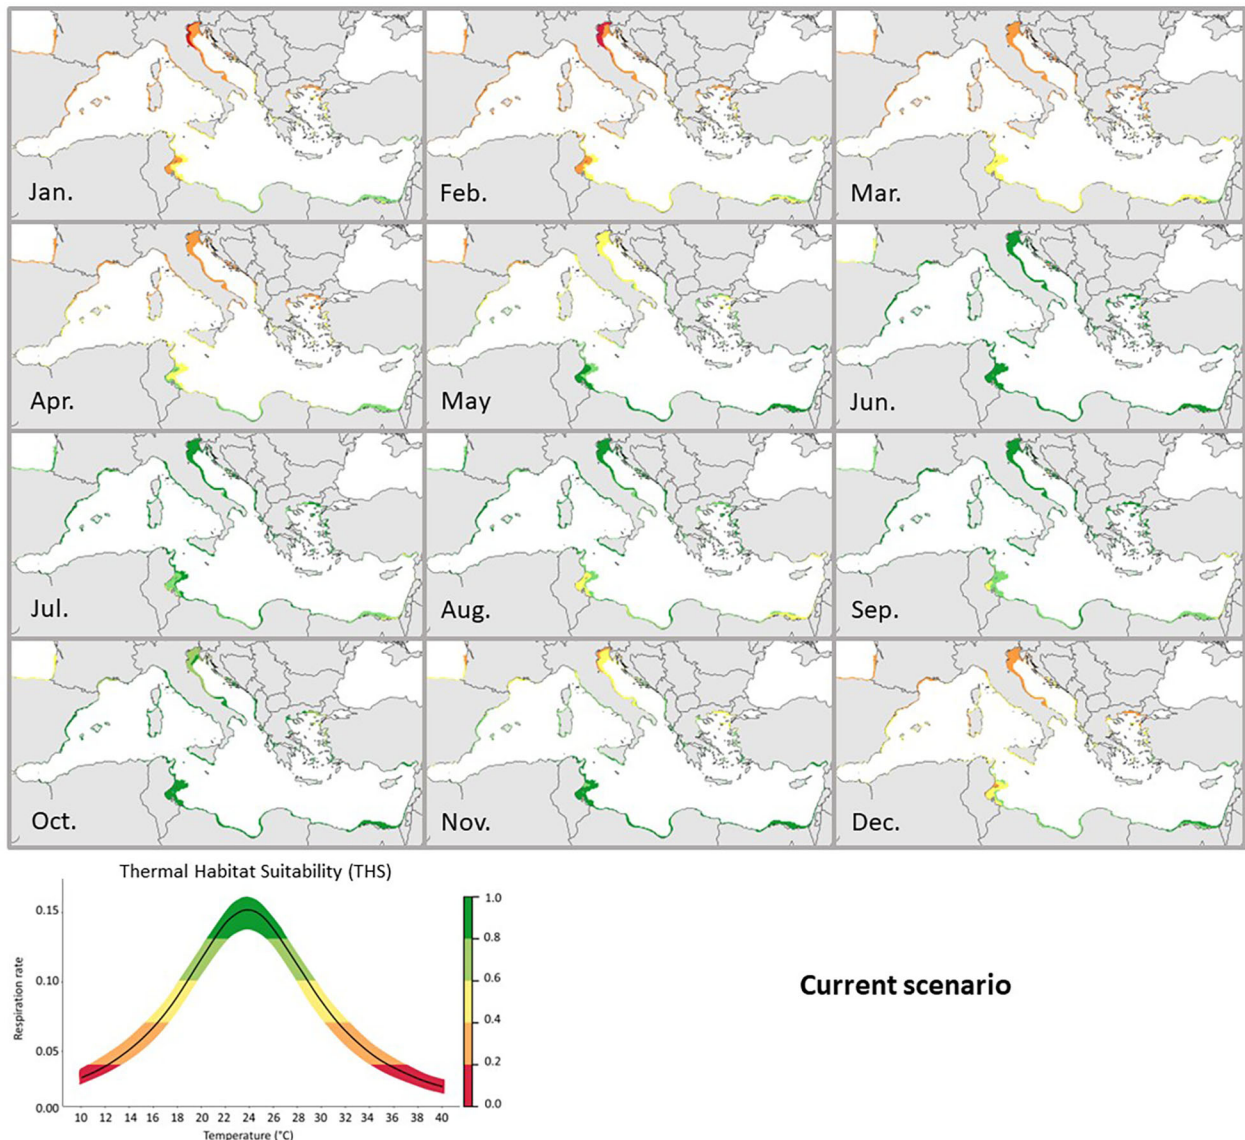 Jan.
Feb.
Mar.
Apr.
May
Jun.
Jul.
Aug.
Sep.
Oct.
Nov.
Dec.
Thermal Habitat Suitability (THS)
0.15
0.10
0.05
0.00
Respiration rate
10 12 14 16 18 20 22 24 26 28 30 32 34 36 38 40
Temperature (°C)
1.0
0.8
0.6
0.4
0.2
0.0
Current scenario